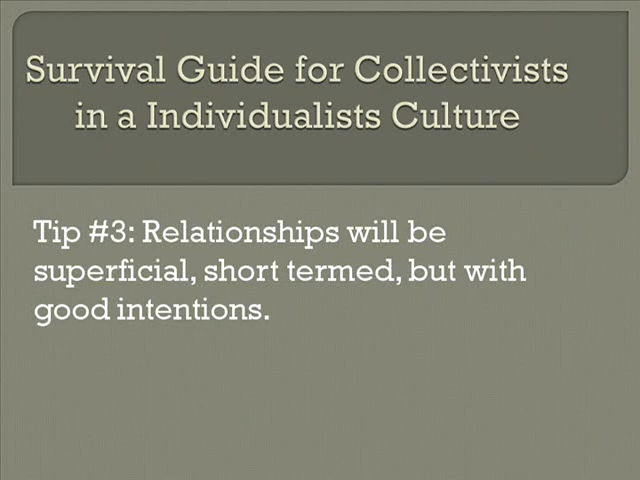 Survival Guide for Collectivists
in a Individualists Culture
Tip #3: Relationships will be
superficial, short termed, but with
good intentions.